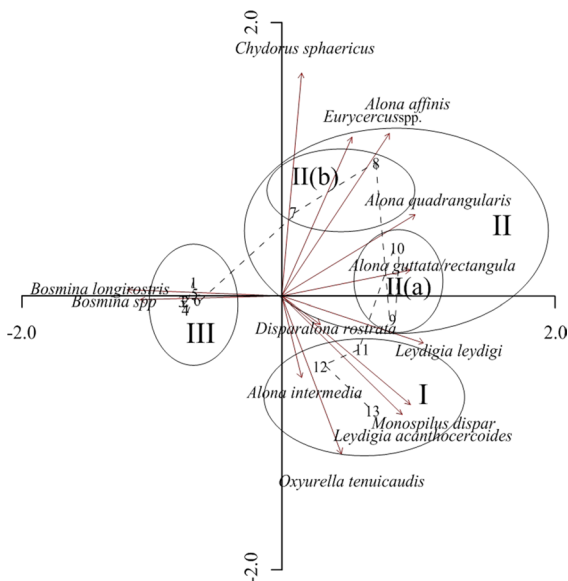 2.0
Chydorus sphaericus
Alona affinis
Eurycercus spp.
8
II(b)
Alona quadrangularis
7
II
10
Alona guttata/rectangula
1
5
Bosmina longirostris
II(a)
Bosmina spp
6
4
-2.0
2.0
9
Disparalona rostrata
III
11
Leydigia leydigi
12
Alona intermedia
I
13
Monospilus dispar
Leydigia acanthocercoides
Oxyurella tenuicaudis
-2.0